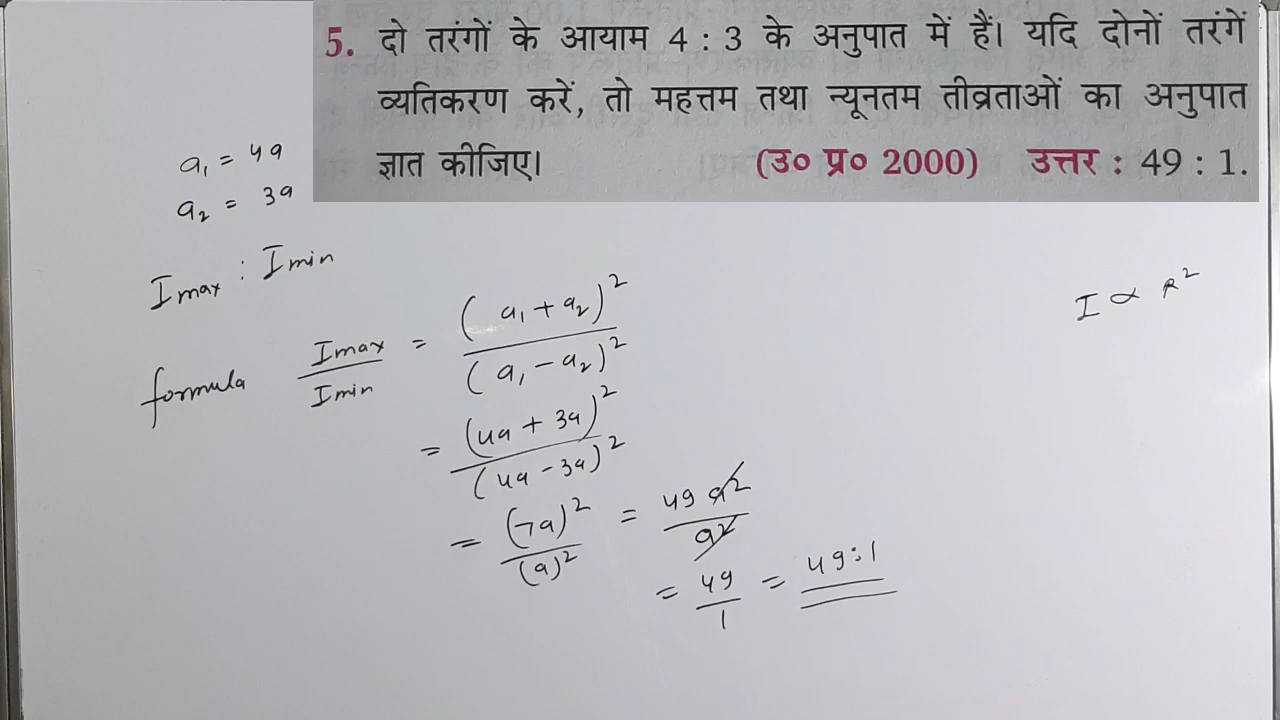 5. दो तरंगों के आयाम 4 : 3 के अनुपात में हैं। यदि दोनों तरंगें
व्यतिकरण करें, तो महत्तम तथा न्यूनतम तीव्रताओं का अनुपात
ज्ञात कीजिए। (उ० प्र० 2000) उत्तर : 49 : 1.
a₁ = 4a
a₂ = 3a
Imax : Imin
I ∝ A²
formula Imax/Imin = (a₁ + a₂)²/(a₁ - a₂)²
= (4a + 3a)²/(4a - 3a)²
= (7a)²/(a)² = 49 a²/a²
= 49/1 = 49:1